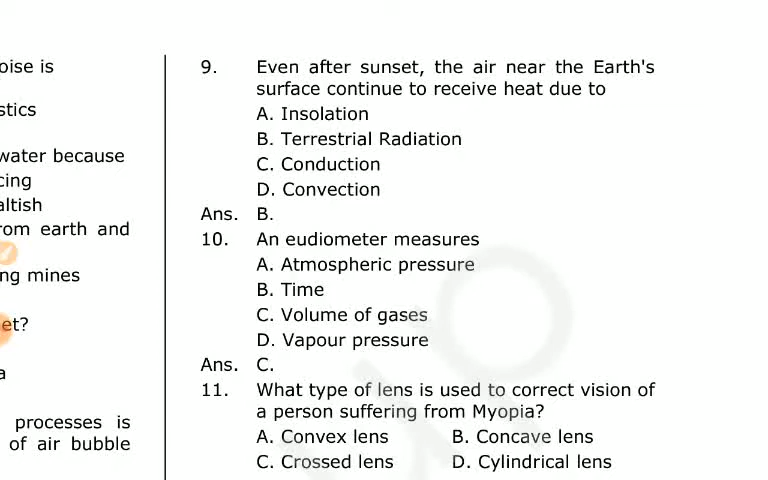 oise is
stics
water because
cing
altish
rom earth and
ng mines
et?
a
processes is
of air bubble
9. Even after sunset, the air near the Earth's
surface continue to receive heat due to
A. Insolation
B. Terrestrial Radiation
C. Conduction
D. Convection
Ans. B.
10. An eudiometer measures
A. Atmospheric pressure
B. Time
C. Volume of gases
D. Vapour pressure
Ans. C.
11. What type of lens is used to correct vision of
a person suffering from Myopia?
A. Convex lens B. Concave lens
C. Crossed lens D. Cylindrical lens